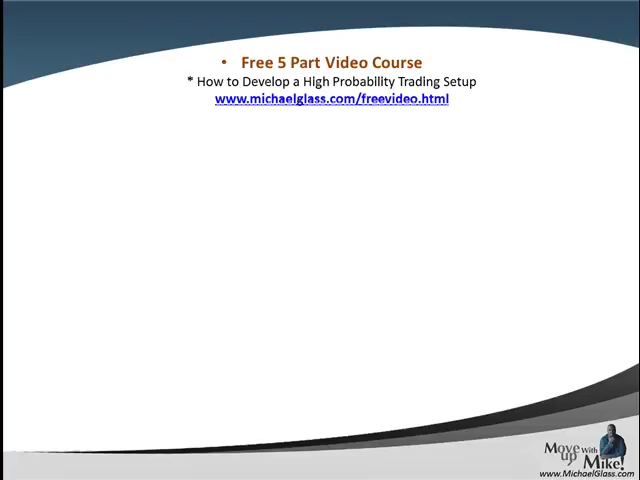 • Free 5 Part Video Course
* How to Develop a High Probability Trading Setup
www.michaelglass.com/freevideo.html
Move up With Mike!
www.MichaelGlass.com